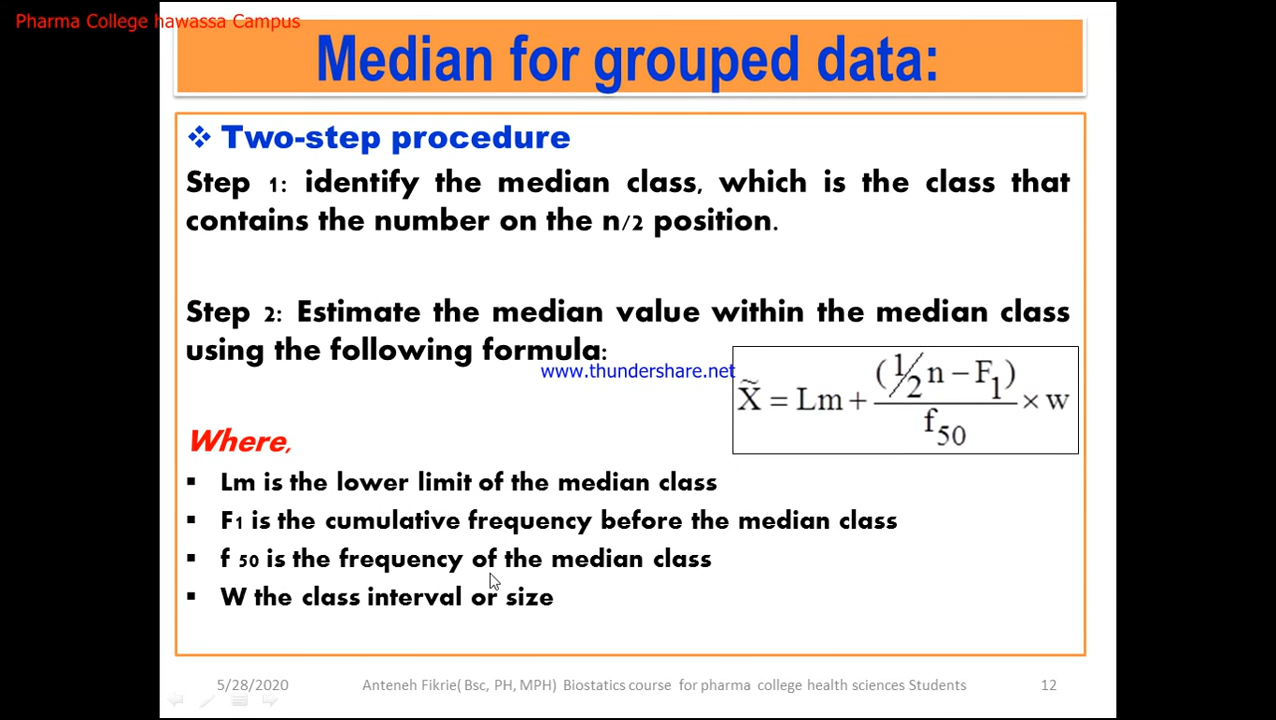 Pharma College hawassa Campus
Median for grouped data:
❖ Two-step procedure
Step 1: identify the median class, which is the class that
contains the number on the n/2 position.
Step 2: Estimate the median value within the median class
using the following formula:
www.thundershare.net
X̃ = Lm + (½n − F₁) / f₅₀ × w
Where,
▪ Lm is the lower limit of the median class
▪ F1 is the cumulative frequency before the median class
▪ f 50 is the frequency of the median class
▪ W the class interval or size
5/28/2020 Anteneh Fikrie( Bsc, PH, MPH) Biostatics course for pharma college health sciences Students 12